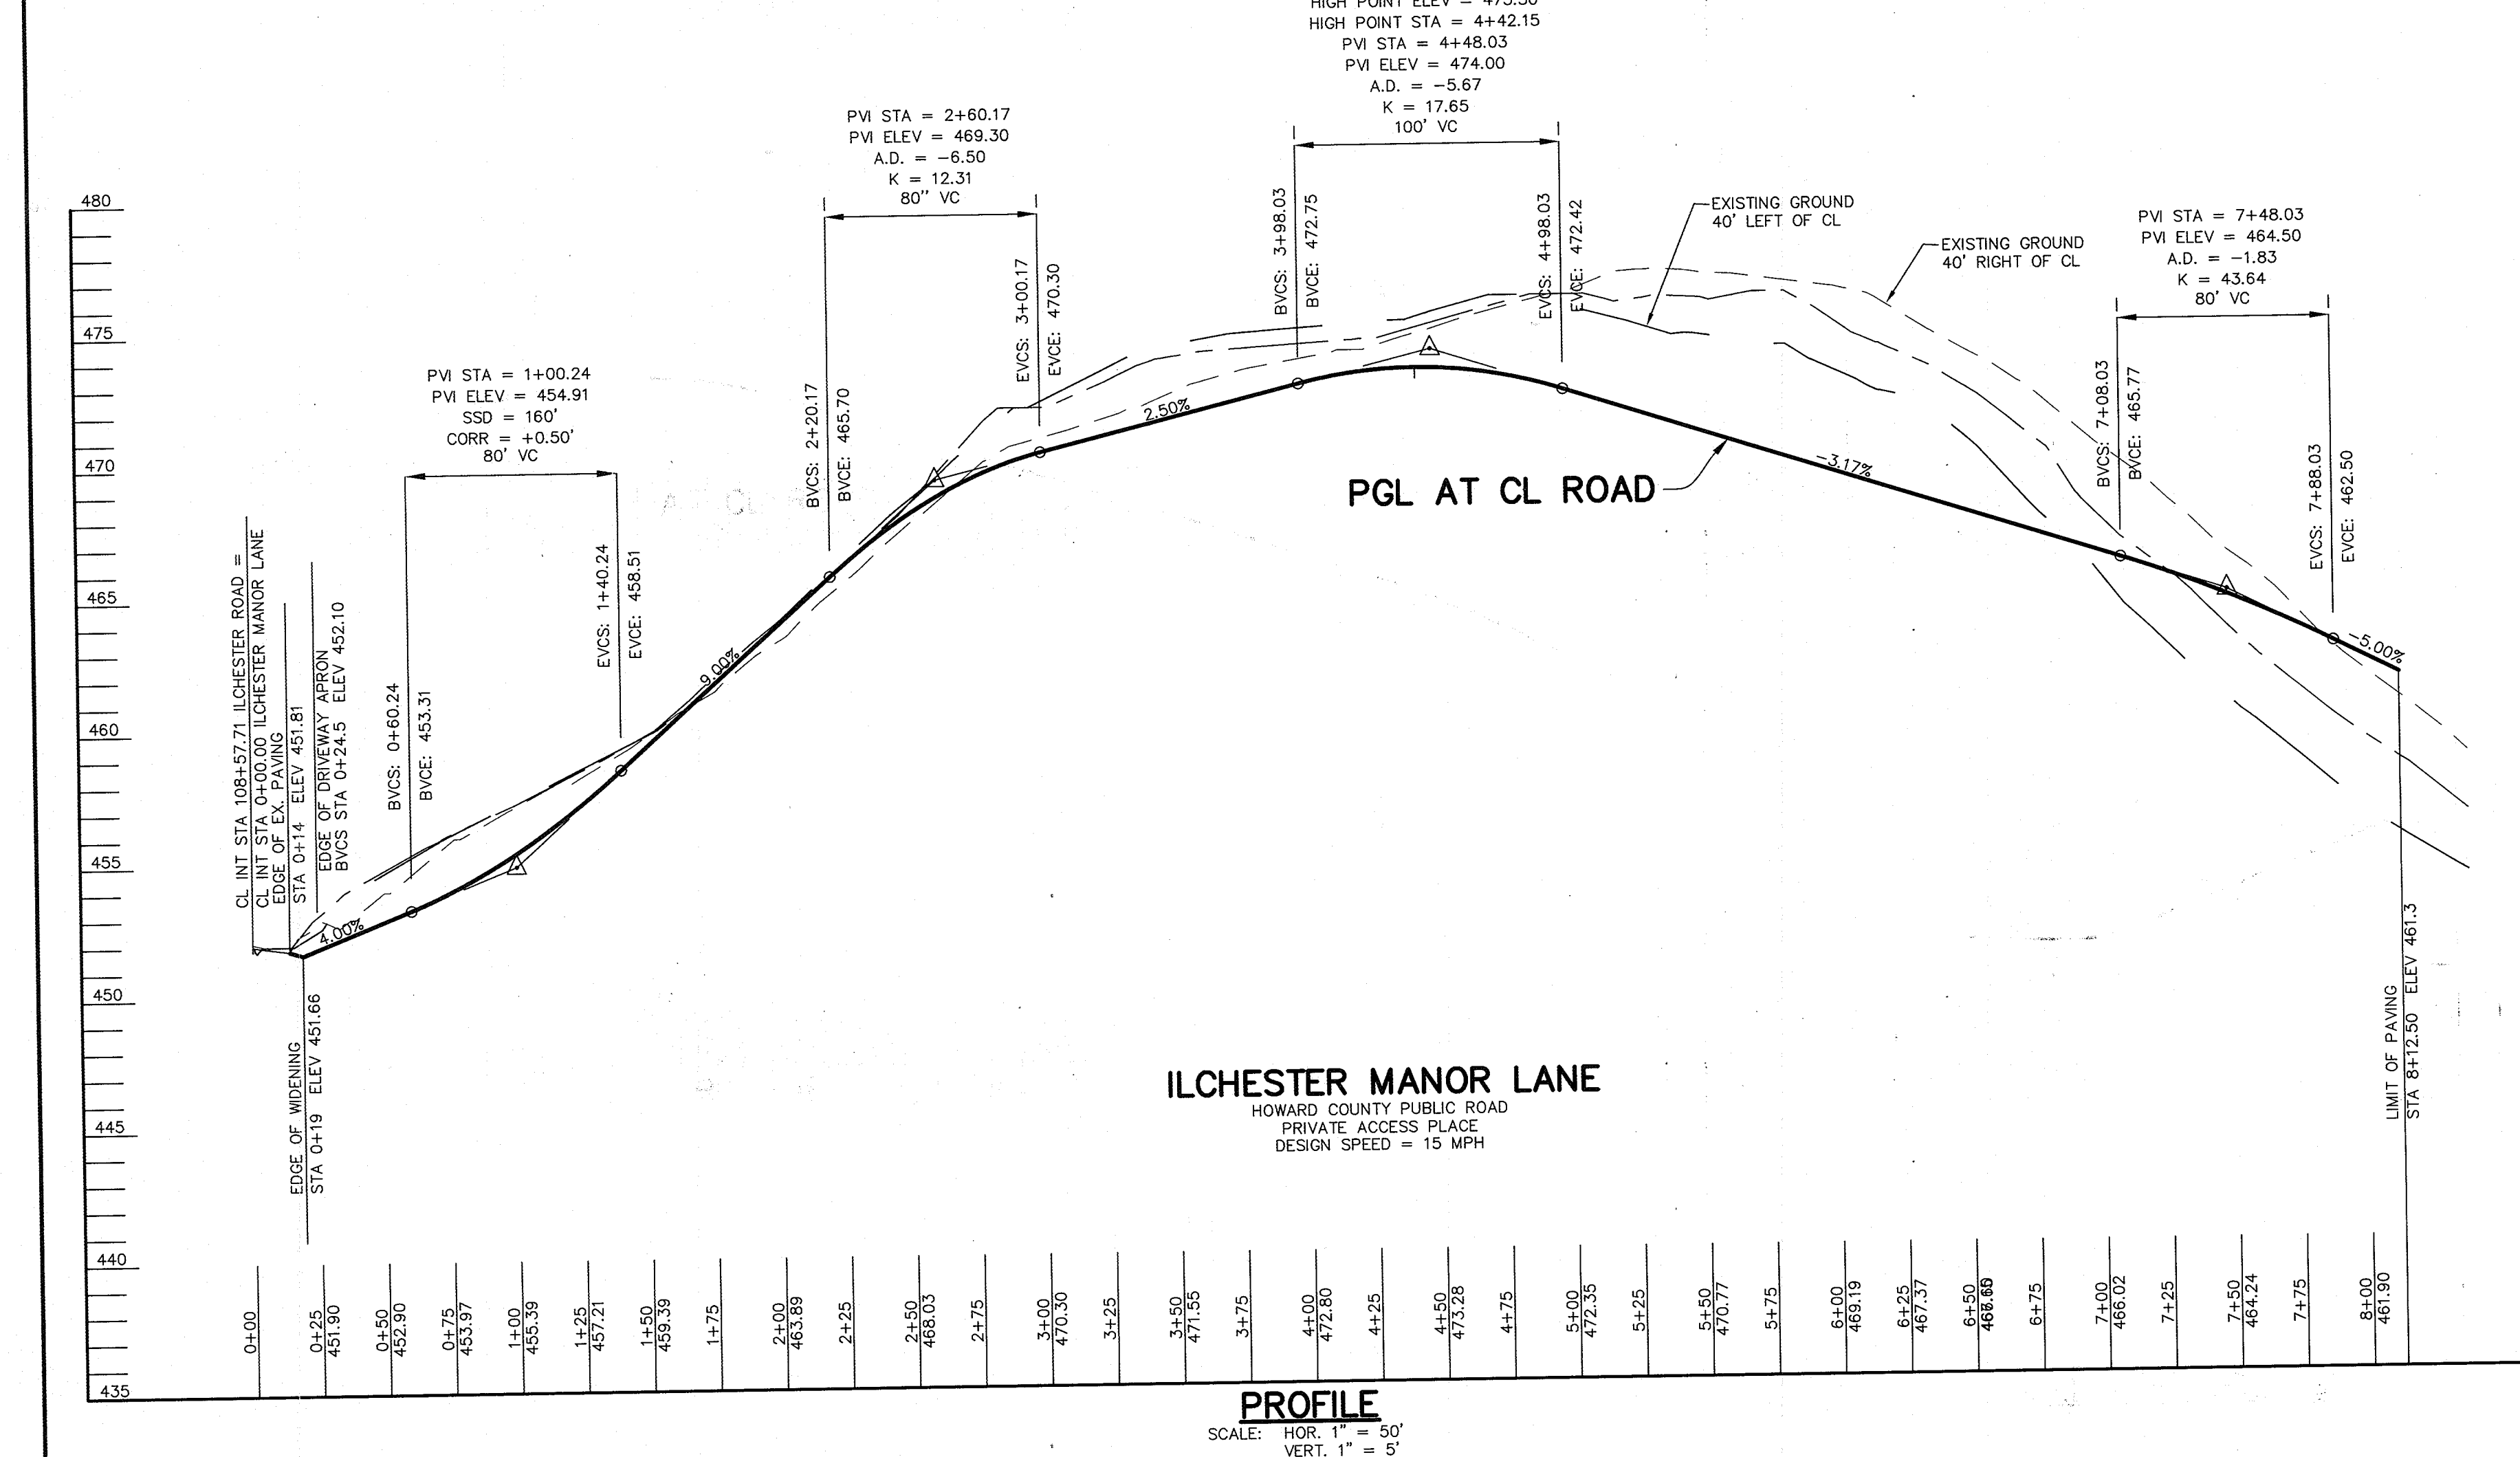 HIGH POINT STA = 4+42.15
PVI STA = 4+48.03
PVI ELEV = 474.00
A.D. = -5.67
K = 17.65
100' VC
PVI STA = 2+60.17
PVI ELEV = 469.30
A.D. = -6.50
K = 12.31
80" VC
PVI STA = 7+48.03
PVI ELEV = 464.50
A.D. = -1.83
K = 43.64
80' VC
PVI STA = 1+00.24
PVI ELEV = 454.91
SSD = 160'
CORR = +0.50'
80' VC
EXISTING GROUND
40' LEFT OF CL
EXISTING GROUND
40' RIGHT OF CL
480
475
470
465
460
455
450
445
440
435
CL INT STA 108+57.71 ILCHESTER ROAD =
CL INT STA 0+00.00 ILCHESTER MANOR LANE
EDGE OF EX. PAVING
STA 0+14 ELEV 451.81
EDGE OF DRIVEWAY APRON
BVCS STA 0+24.5 ELEV 452.10
EDGE OF WIDENING
STA 0+19 ELEV 451.66
BVCS: 0+60.24
BVCE: 453.31
EVCS: 1+40.24
EVCE: 458.51
BVCS: 2+20.17
BVCE: 465.70
EVCS: 3+00.17
EVCE: 470.30
BVCS: 3+98.03
BVCE: 472.75
EVCS: 4+98.03
EVCE: 472.42
BVCS: 7+08.03
BVCE: 465.77
EVCS: 7+88.03
EVCE: 462.50
4.00%
9.00%
2.50%
-3.17%
-5.00%
PGL AT CL ROAD
LIMIT OF PAVING
STA 8+12.50 ELEV 461.3
ILCHESTER MANOR LANE
HOWARD COUNTY PUBLIC ROAD
PRIVATE ACCESS PLACE
DESIGN SPEED = 15 MPH
0+00
0+25
451.90
0+50
452.90
0+75
453.97
1+00
455.39
1+25
457.21
1+50
459.39
1+75
2+00
463.89
2+25
2+50
468.03
2+75
3+00
470.30
3+25
3+50
471.55
3+75
4+00
472.80
4+25
4+50
473.28
4+75
5+00
472.35
5+25
5+50
470.77
5+75
6+00
469.19
6+25
467.37
6+50
6+75
7+00
466.02
7+25
7+50
464.24
7+75
8+00
461.90
PROFILE
SCALE: HOR. 1" = 50'
VERT. 1" = 5'